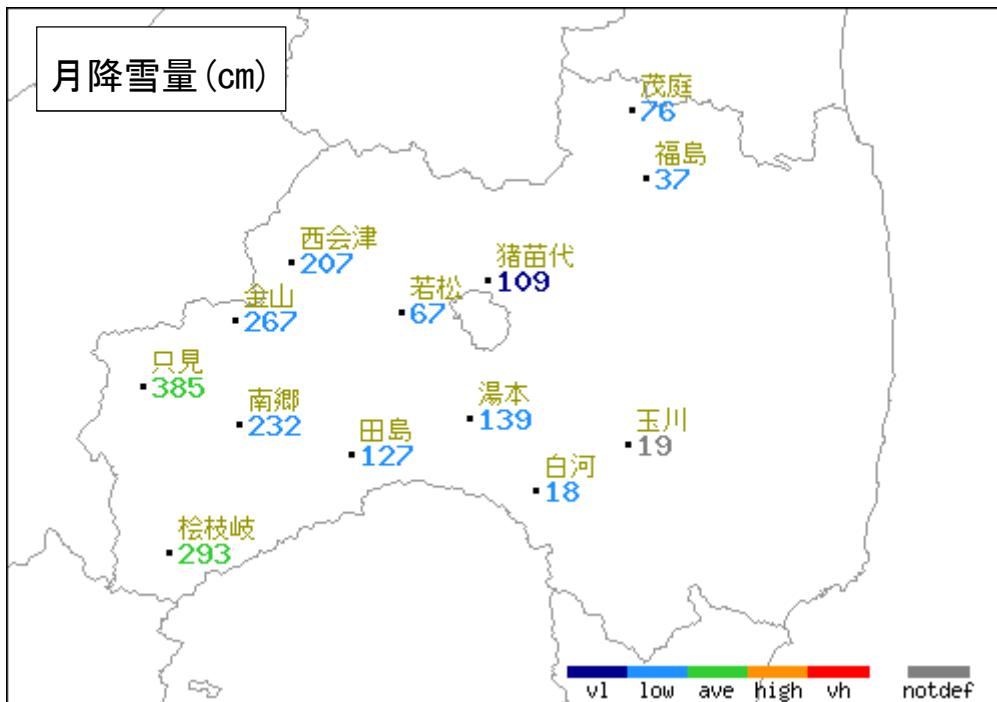 月降雪量(cm)
茂庭
76
福島
37
西会津
207
猪苗代
109
金山
267
若松
67
只見
385
南郷
232
湯本
139
田島
127
玉川
19
白河
18
桧枝岐
293
vl low ave high vh notdef